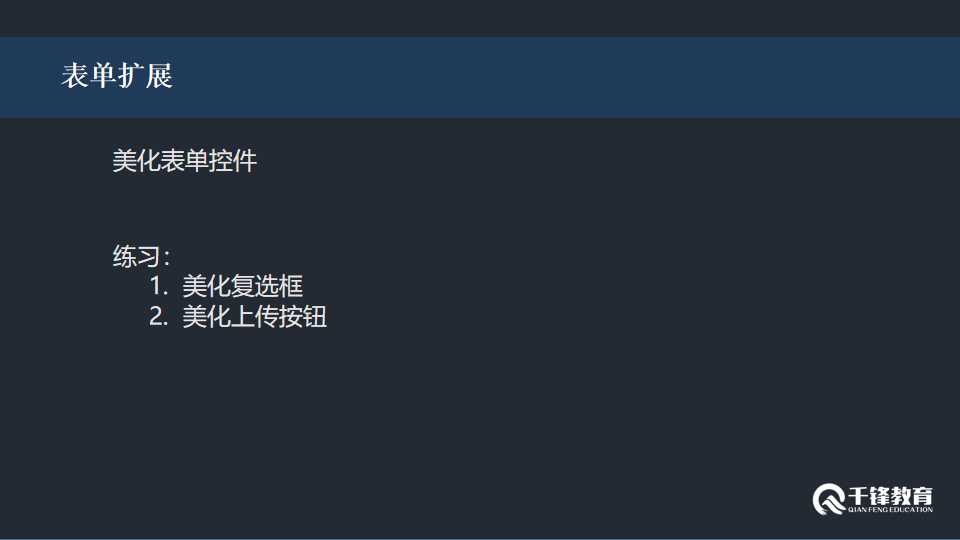 表单扩展
美化表单控件
练习：
1. 美化复选框
2. 美化上传按钮
千锋教育
QIAN FENG EDUCATION